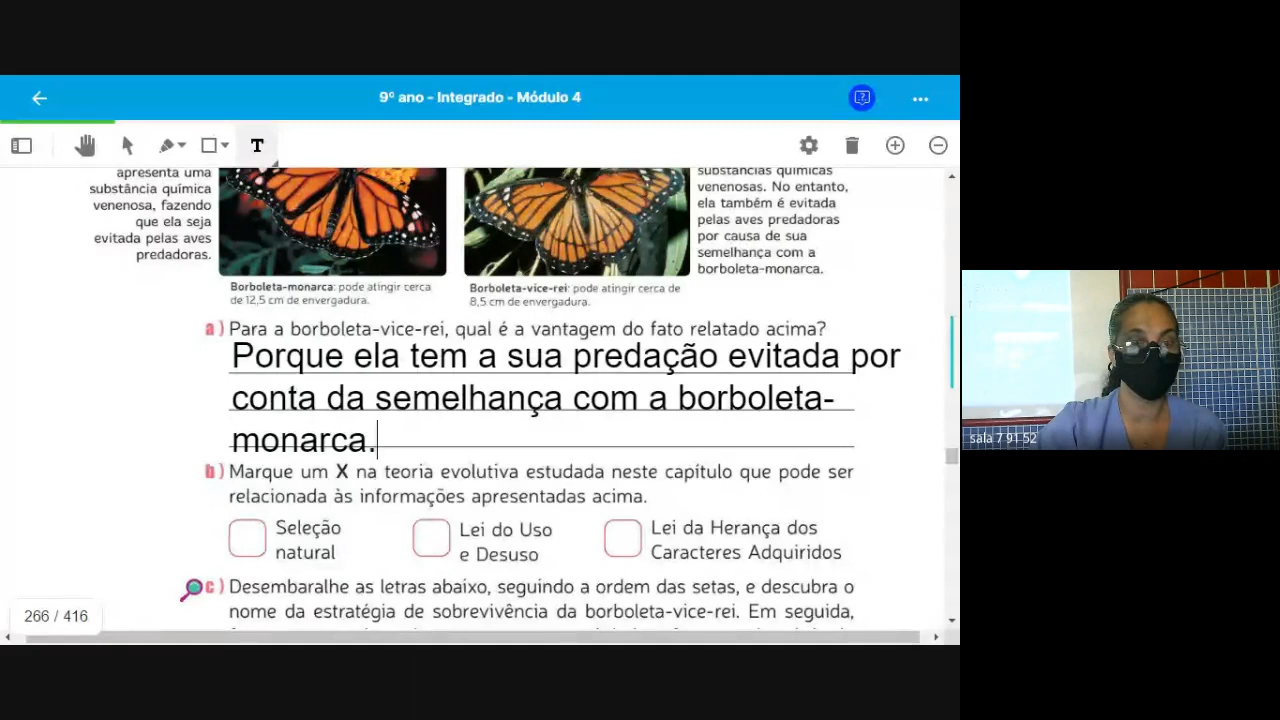 9º ano - Integrado - Módulo 4
T
apresenta uma
substância química
venenosa, fazendo
que ela seja
evitada pelas aves
predadoras.
substâncias químicas
venenosas. No entanto,
ela também é evitada
pelas aves predadoras
por causa de sua
semelhança com a
borboleta-monarca.
Borboleta-monarca: pode atingir cerca
de 12,5 cm de envergadura.
Borboleta-vice-rei: pode atingir cerca de
8,5 cm de envergadura.
a) Para a borboleta-vice-rei, qual é a vantagem do fato relatado acima?
Porque ela tem a sua predação evitada por
conta da semelhança com a borboleta-
monarca.
b) Marque um X na teoria evolutiva estudada neste capítulo que pode ser
relacionada às informações apresentadas acima.
Seleção
natural
Lei do Uso
e Desuso
Lei da Herança dos
Caracteres Adquiridos
c) Desembaralhe as letras abaixo, seguindo a ordem das setas, e descubra o
nome da estratégia de sobrevivência da borboleta-vice-rei. Em seguida,
266 / 416
sala 7 91 52